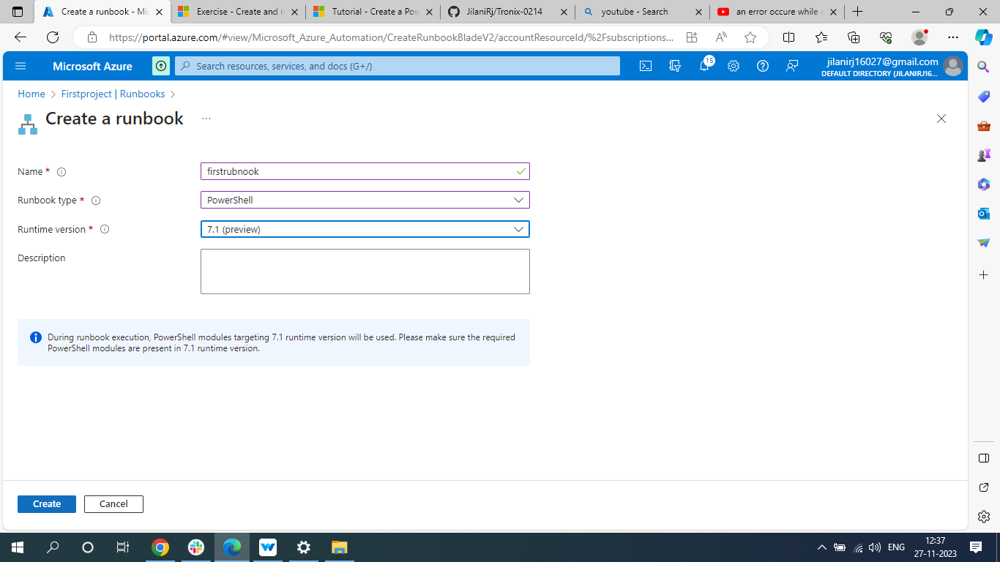 Create a runbook - Mic
Exercise - Create and r
Tutorial - Create a Pow
JilaniRj/Tronix-0214
youtube - Search
an error occure while c
https://portal.azure.com/#view/Microsoft_Azure_Automation/CreateRunbookBladeV2/accountResourceId/%2Fsubscriptions...
Microsoft Azure
Search resources, services, and docs (G+/)
15
jilanirj16027@gmail.com
DEFAULT DIRECTORY (JILANIRJ16...
Home > Firstproject | Runbooks >
Create a runbook ...
Name *
firstrubnook
Runbook type *
PowerShell
Runtime version *
7.1 (preview)
Description
During runbook execution, PowerShell modules targeting 7.1 runtime version will be used. Please make sure the required
PowerShell modules are present in 7.1 runtime version.
Create
Cancel
ENG
12:37
27-11-2023